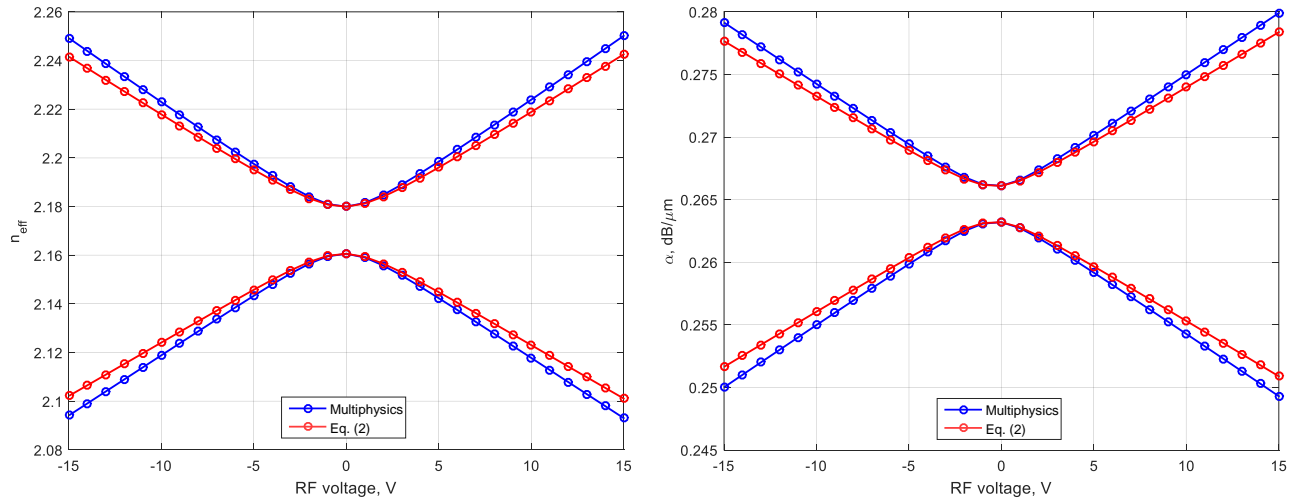 2.26
2.24
2.22
2.2
2.18
2.16
2.14
2.12
2.1
2.08
n_eff
-15 -10 -5 0 5 10 15
RF voltage, V
Multiphysics
Eq. (2)
0.28
0.275
0.27
0.265
0.26
0.255
0.25
0.245
α, dB/μm
-15 -10 -5 0 5 10 15
RF voltage, V
Multiphysics
Eq. (2)